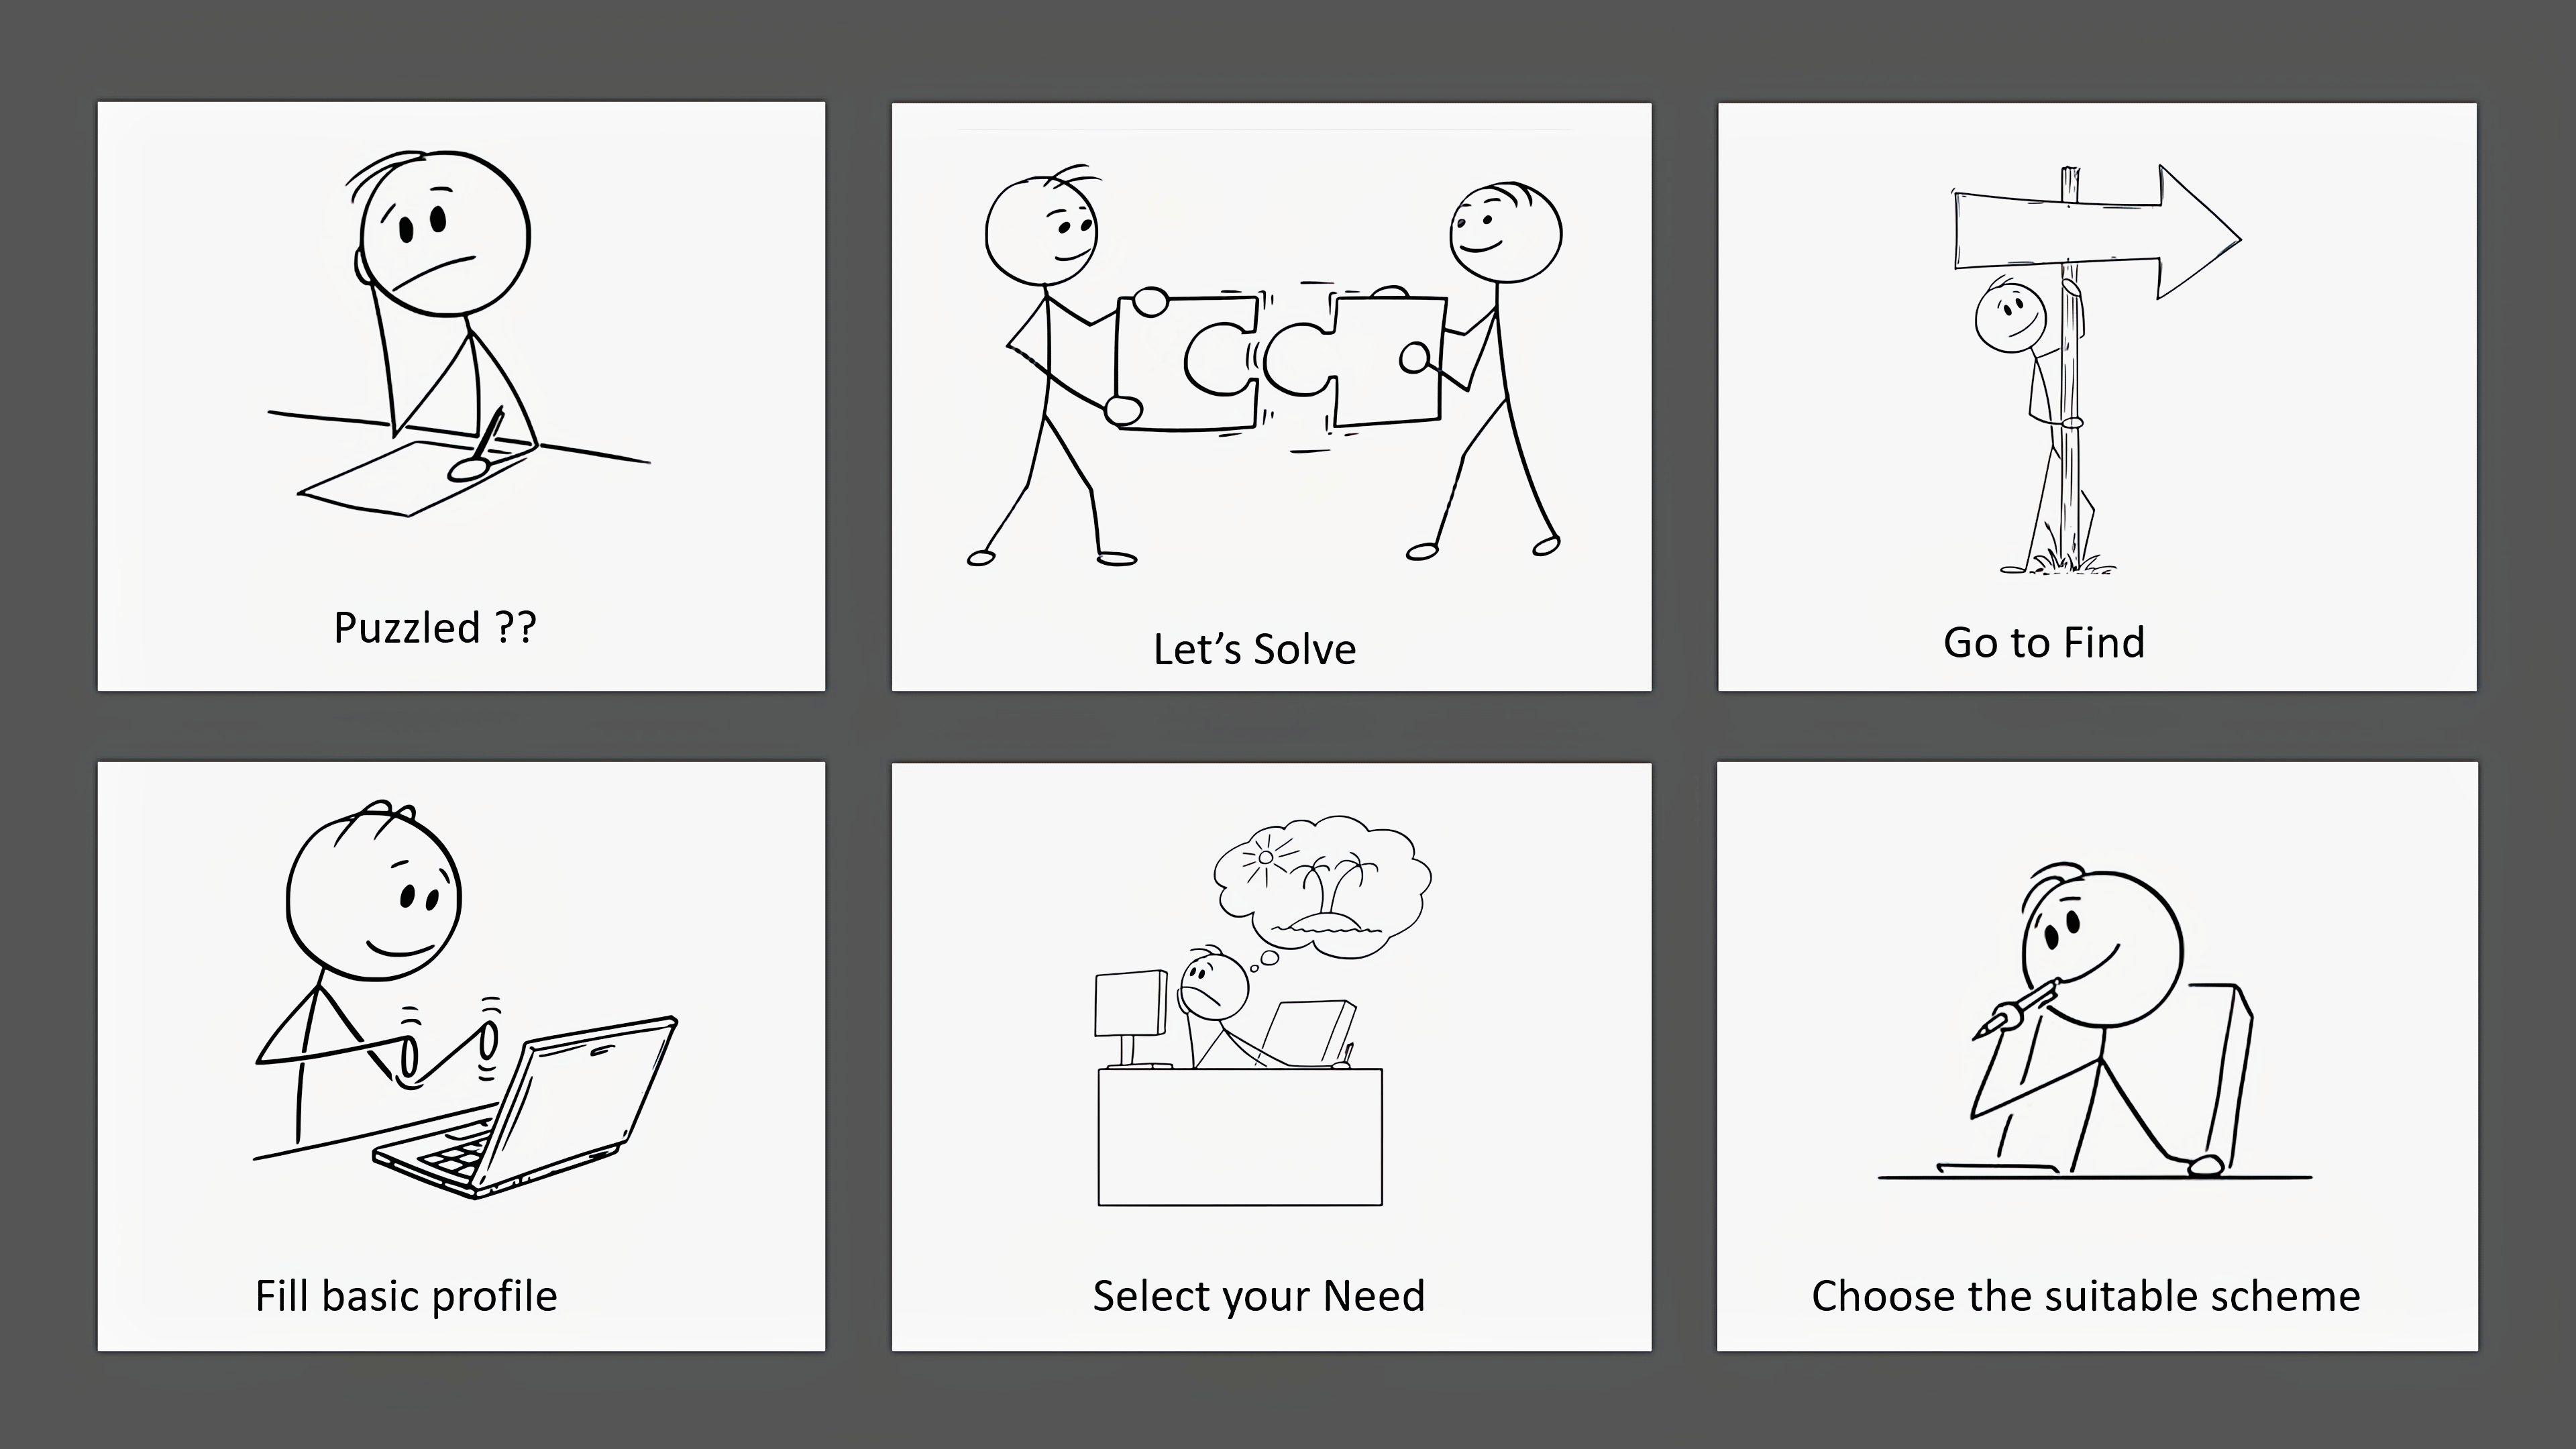 Puzzled ??
Let’s Solve
Go to Find
Fill basic profile
Select your Need
Choose the suitable scheme